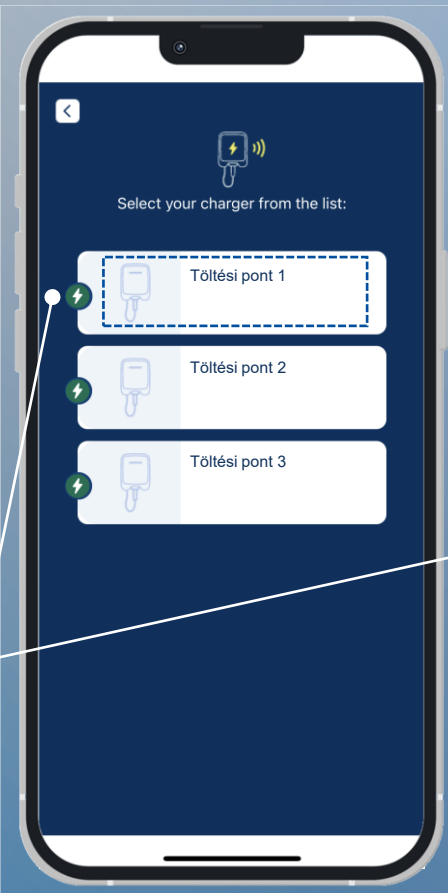 Select your charger from the list:
Töltési pont 1
Töltési pont 2
Töltési pont 3